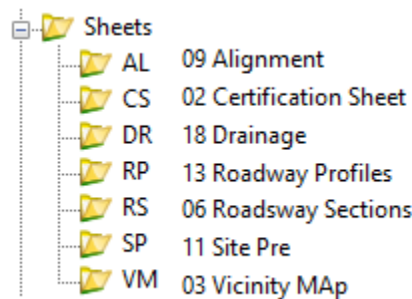 Sheets
AL 09 Alignment
CS 02 Certification Sheet
DR 18 Drainage
RP 13 Roadway Profiles
RS 06 Roadsway Sections
SP 11 Site Pre
VM 03 Vicinity MAp